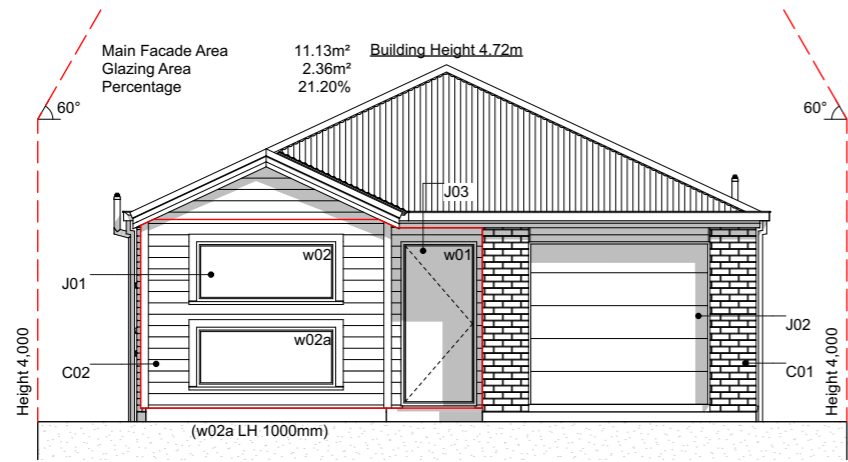 Main Facade Area 11.13m² Building Height 4.72m
Glazing Area 2.36m²
Percentage 21.20%
60°
60°
J03
w02
w01
J01
w02a
J02
C02
C01
Height 4,000
Height 4,000
(w02a LH 1000mm)